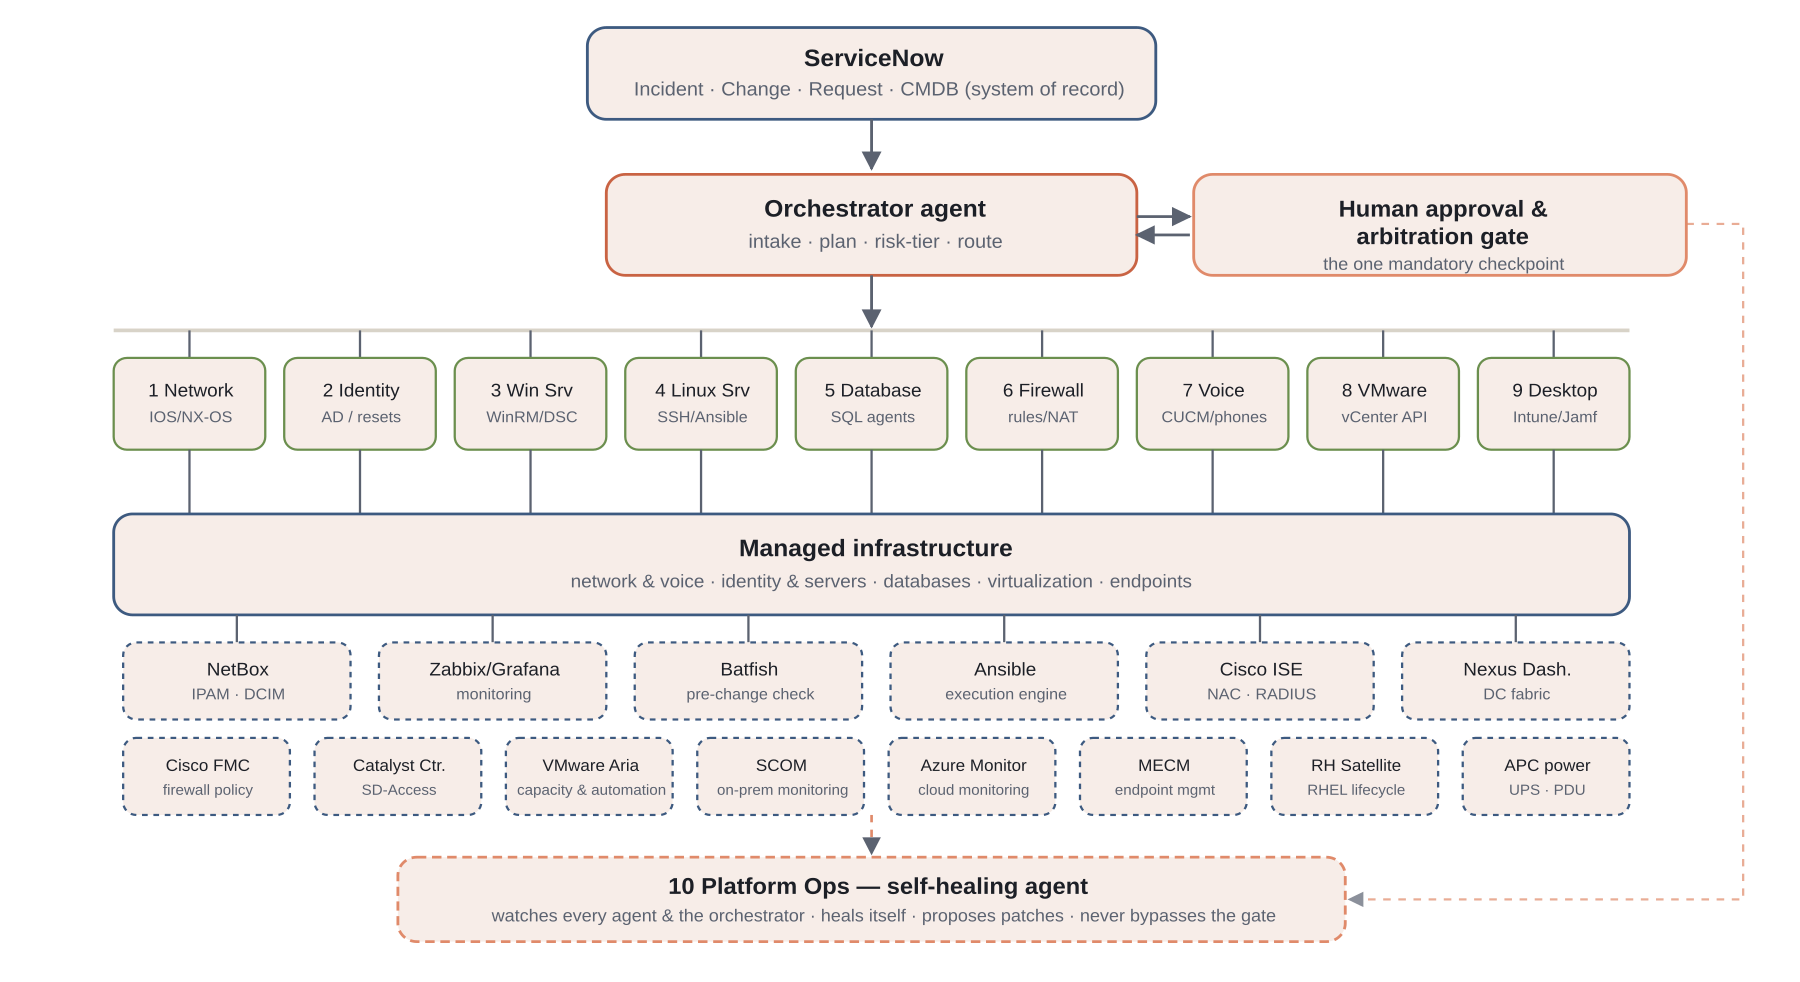 ServiceNow
Incident · Change · Request · CMDB (system of record)
Orchestrator agent
intake · plan · risk-tier · route
Human approval &
arbitration gate
the one mandatory checkpoint
1 Network
IOS/NX-OS
2 Identity
AD / resets
3 Win Srv
WinRM/DSC
4 Linux Srv
SSH/Ansible
5 Database
SQL agents
6 Firewall
rules/NAT
7 Voice
CUCM/phones
8 VMware
vCenter API
9 Desktop
Intune/Jamf
Managed infrastructure
network & voice · identity & servers · databases · virtualization · endpoints
NetBox
IPAM · DCIM
Zabbix/Grafana
monitoring
Batfish
pre-change check
Ansible
execution engine
Cisco ISE
NAC · RADIUS
Nexus Dash.
DC fabric
Cisco FMC
firewall policy
Catalyst Ctr.
SD-Access
VMware Aria
capacity & automation
SCOM
on-prem monitoring
Azure Monitor
cloud monitoring
MECM
endpoint mgmt
RH Satellite
RHEL lifecycle
APC power
UPS · PDU
10 Platform Ops — self-healing agent
watches every agent & the orchestrator · heals itself · proposes patches · never bypasses the gate